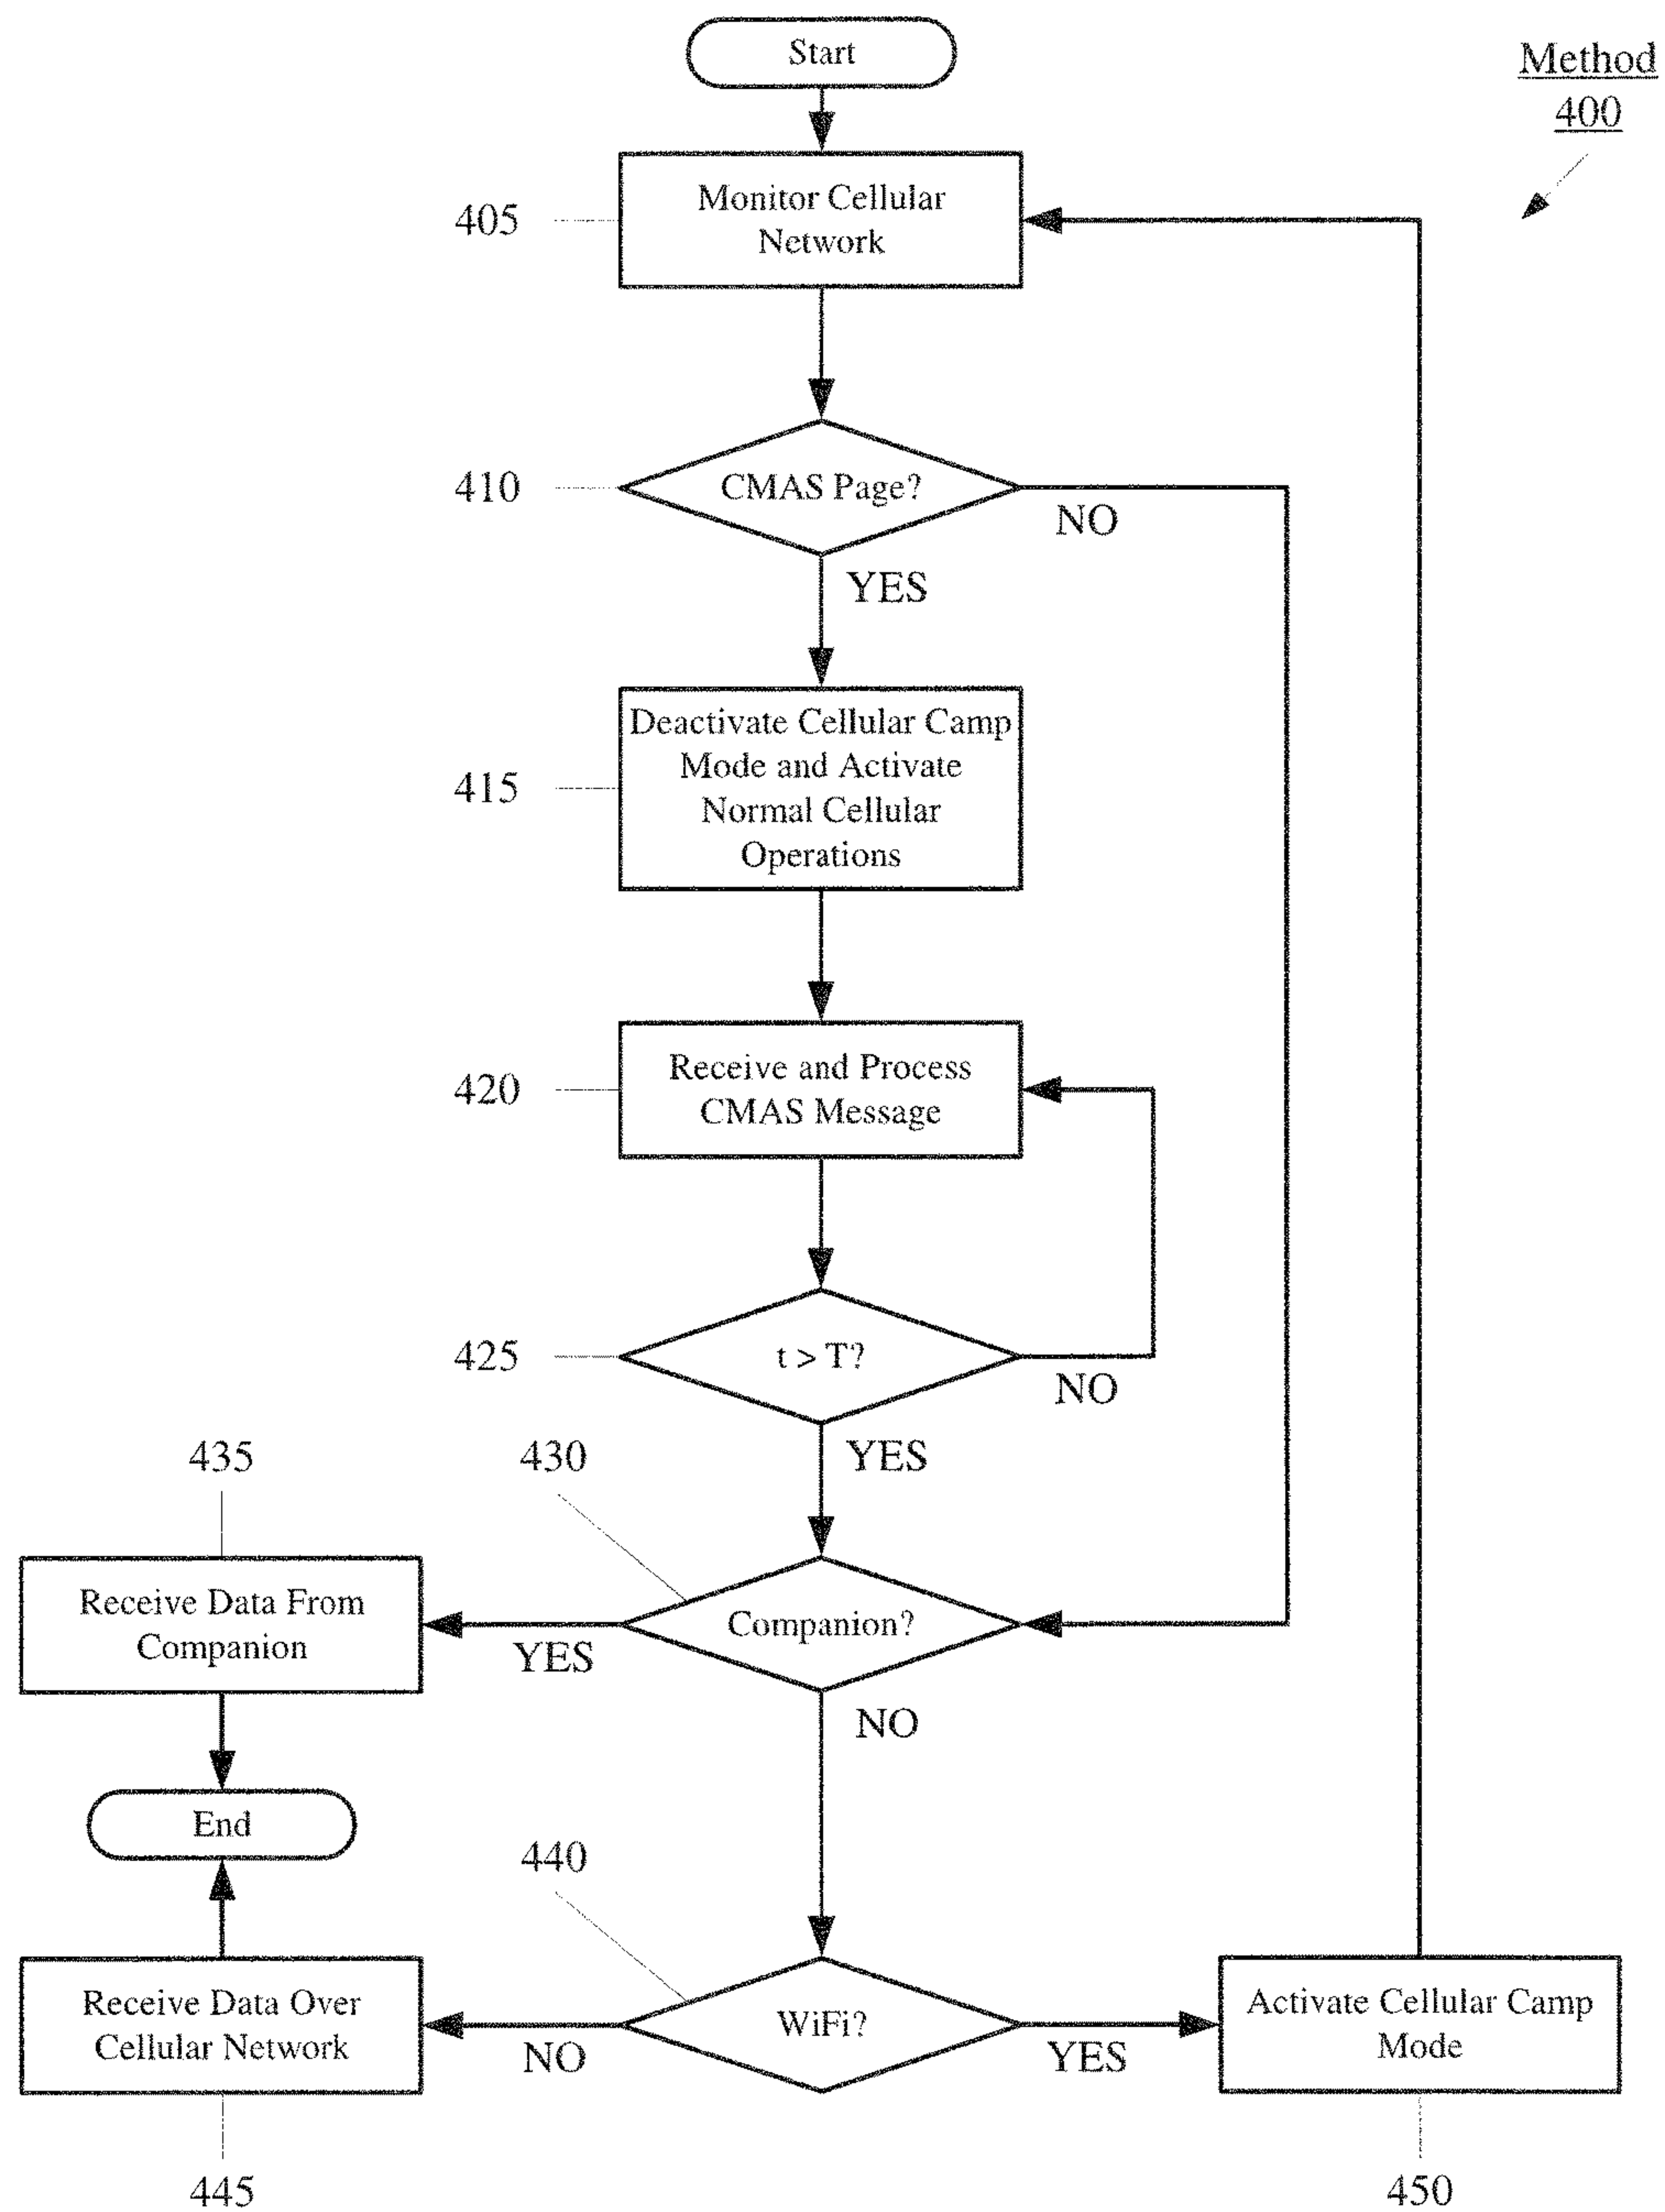 Start
Method
400
405
Monitor Cellular
Network
410
CMAS Page?
NO
YES
415
Deactivate Cellular Camp
Mode and Activate
Normal Cellular
Operations
420
Receive and Process
CMAS Message
425
t > T?
NO
YES
435
430
Receive Data From
Companion
YES
Companion?
NO
End
440
Receive Data Over
Cellular Network
NO
WiFi?
YES
Activate Cellular Camp
Mode
445
450